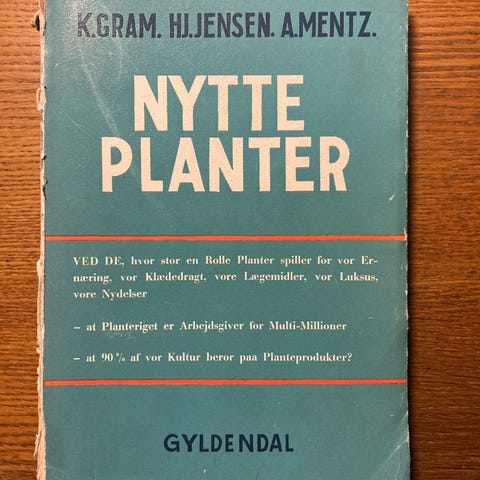 K.GRAM. HJ.JENSEN. A.MENTZ.
NYTTE
PLANTER
VED DE, hvor stor en Rolle Planter spiller for vor Er-
næring, vor Klædedragt, vore Lægemidler, vor Luksus,
vore Nydelser
– at Planteriget er Arbejdsgiver for Multi-Millioner
– at 90 % af vor Kultur beror paa Planteprodukter?
GYLDENDAL